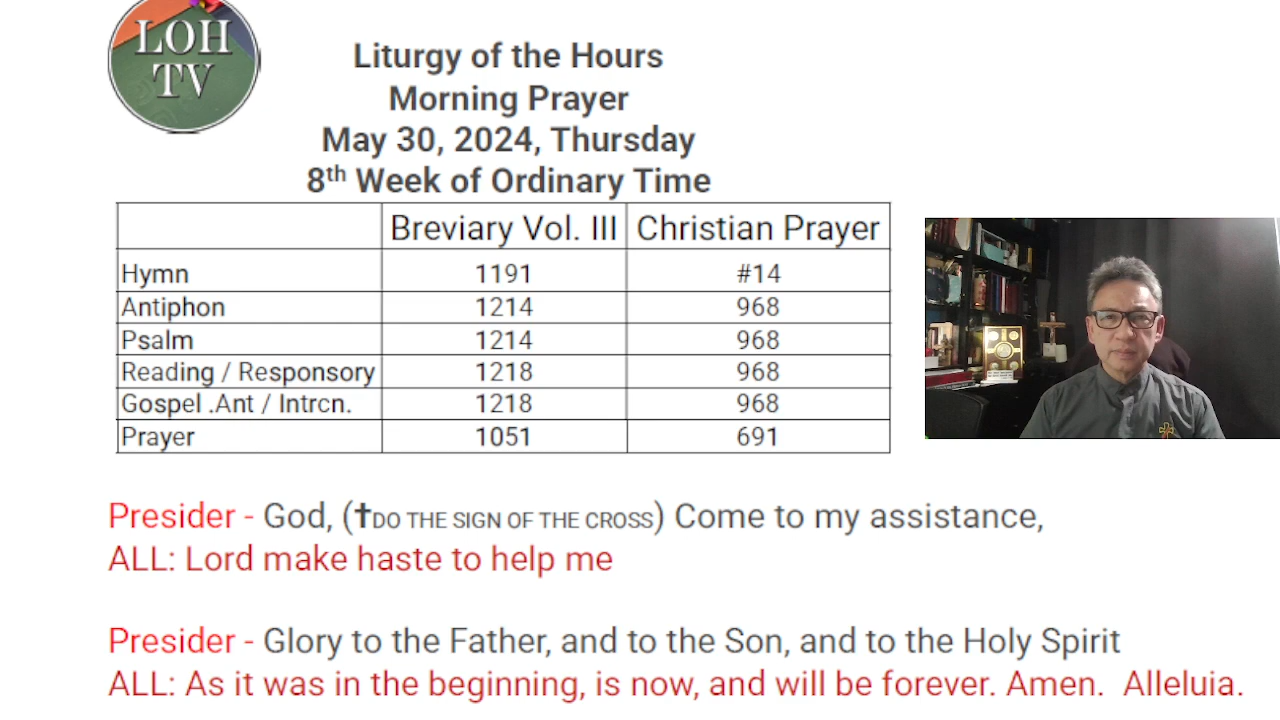 LOH
TV
Liturgy of the Hours
Morning Prayer
May 30, 2024, Thursday
8th Week of Ordinary Time
Breviary Vol. III Christian Prayer
Hymn 1191 #14
Antiphon 1214 968
Psalm 1214 968
Reading / Responsory 1218 968
Gospel .Ant / Intrcn. 1218 968
Prayer 1051 691
Presider - God, (✝DO THE SIGN OF THE CROSS) Come to my assistance,
ALL: Lord make haste to help me
Presider - Glory to the Father, and to the Son, and to the Holy Spirit
ALL: As it was in the beginning, is now, and will be forever. Amen.  Alleluia.